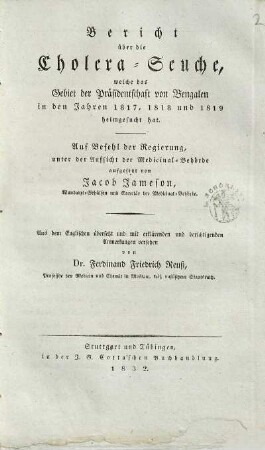 Bericht
über die
Cholera-Seuche,
welche das
Gebiet der Präsidentschaft von Bengalen
in den Jahren 1817, 1818 und 1819
heimgesucht hat.
Auf Befehl der Regierung,
unter der Aufsicht der Medicinal-Behörde
aufgesetzt von
Jacob Jameson,
Wundarzt-Gehülfen und Secretär der Medicinal-Behörde.
Aus dem Englischen übersetzt und mit erklärenden und berichtigenden
Anmerkungen versehen
von
Dr. Ferdinand Friedrich Reuß,
Professor der Medicin und Chemie in Moskau, kais. russischem Staatsrath.
Stuttgart und Tübingen,
in der J. G. Cotta'schen Buchhandlung.
1832.